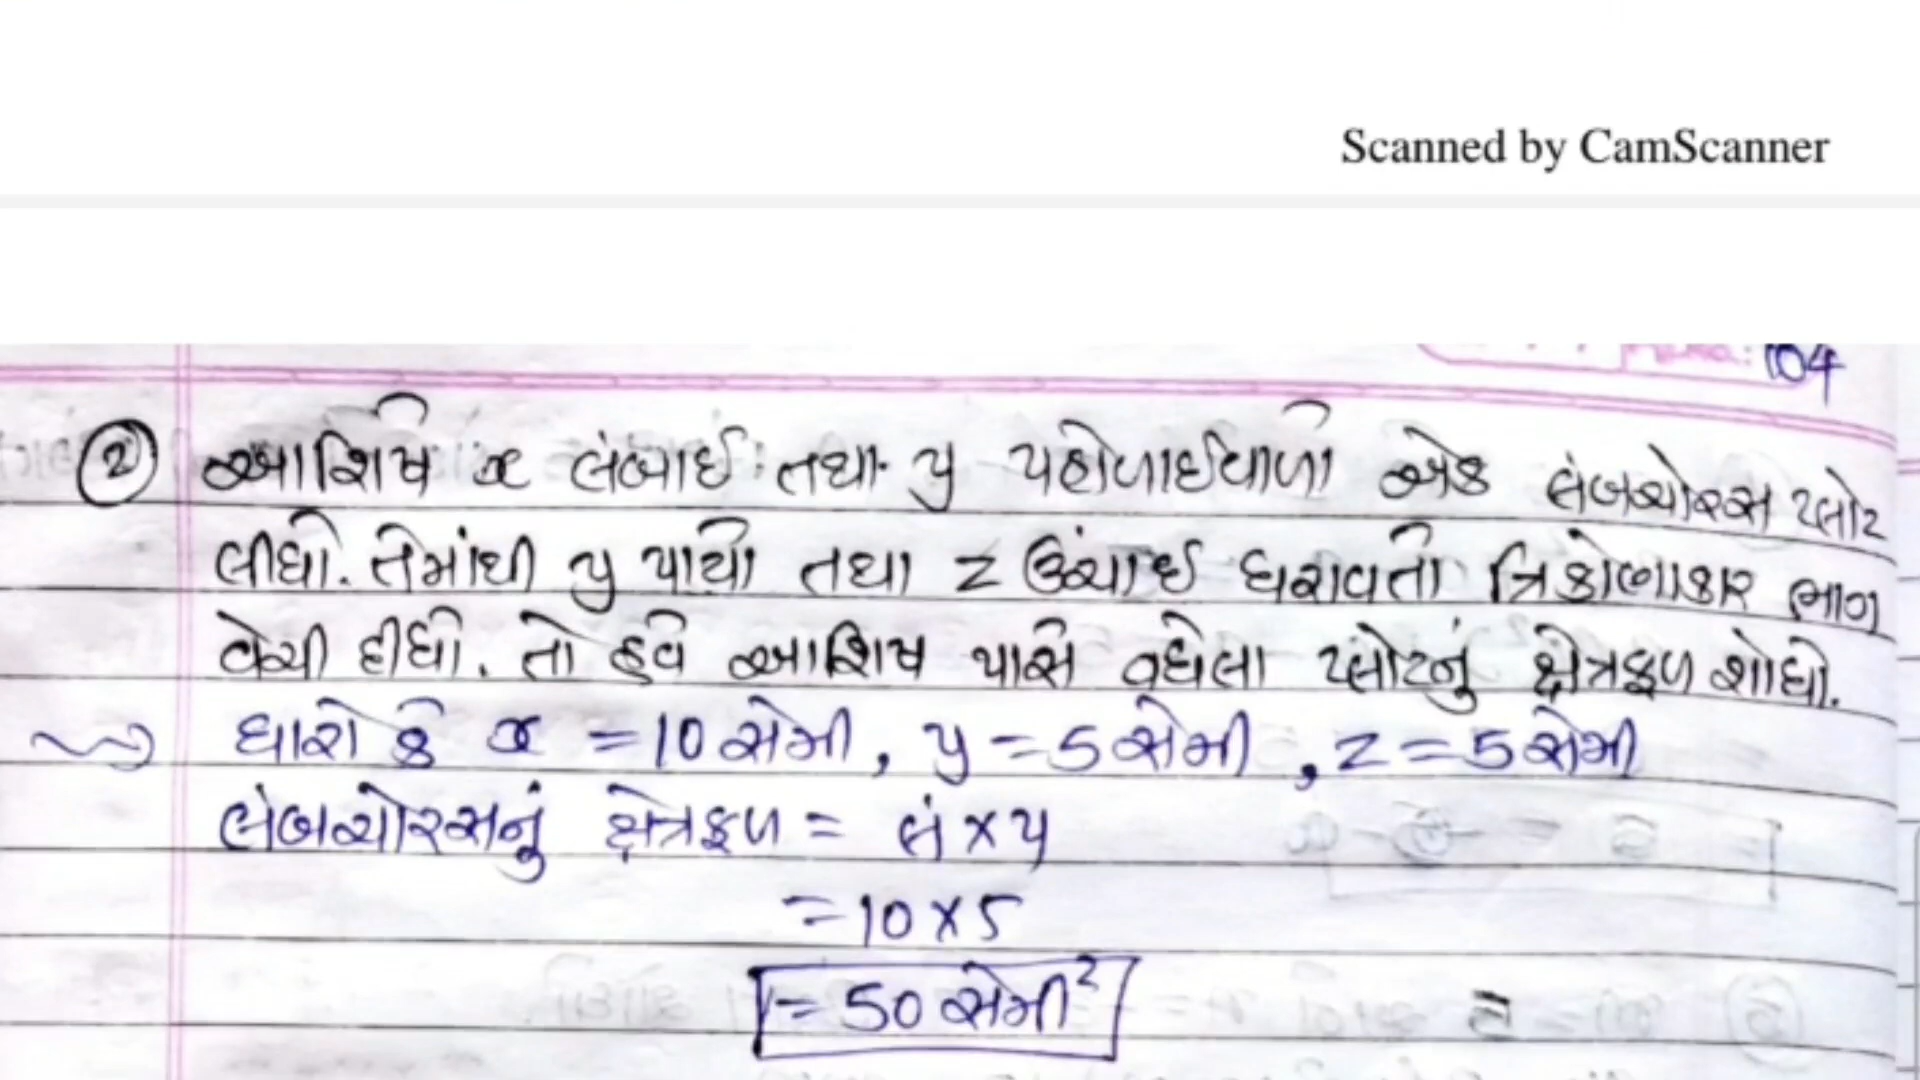 Scanned by CamScanner
104
② આશિષે x લંબાઈ તથા y પહોળાઈવાળો એક લંબચોરસ પ્લોટ
લીધો. તેમાંથી y પાયો તથા z ઉંચાઈ ધરાવતો ત્રિકોણાકાર ભાગ
વેચી દીધો. તો હવે આશિષ પાસે વધેલા પ્લોટનું ક્ષેત્રફળ શોધો.
ધારો કે x = 10 સેમી, y = 5 સેમી, z = 5 સેમી
લંબચોરસનું ક્ષેત્રફળ = લં × પ
= 10 × 5
= 50 સેમી²